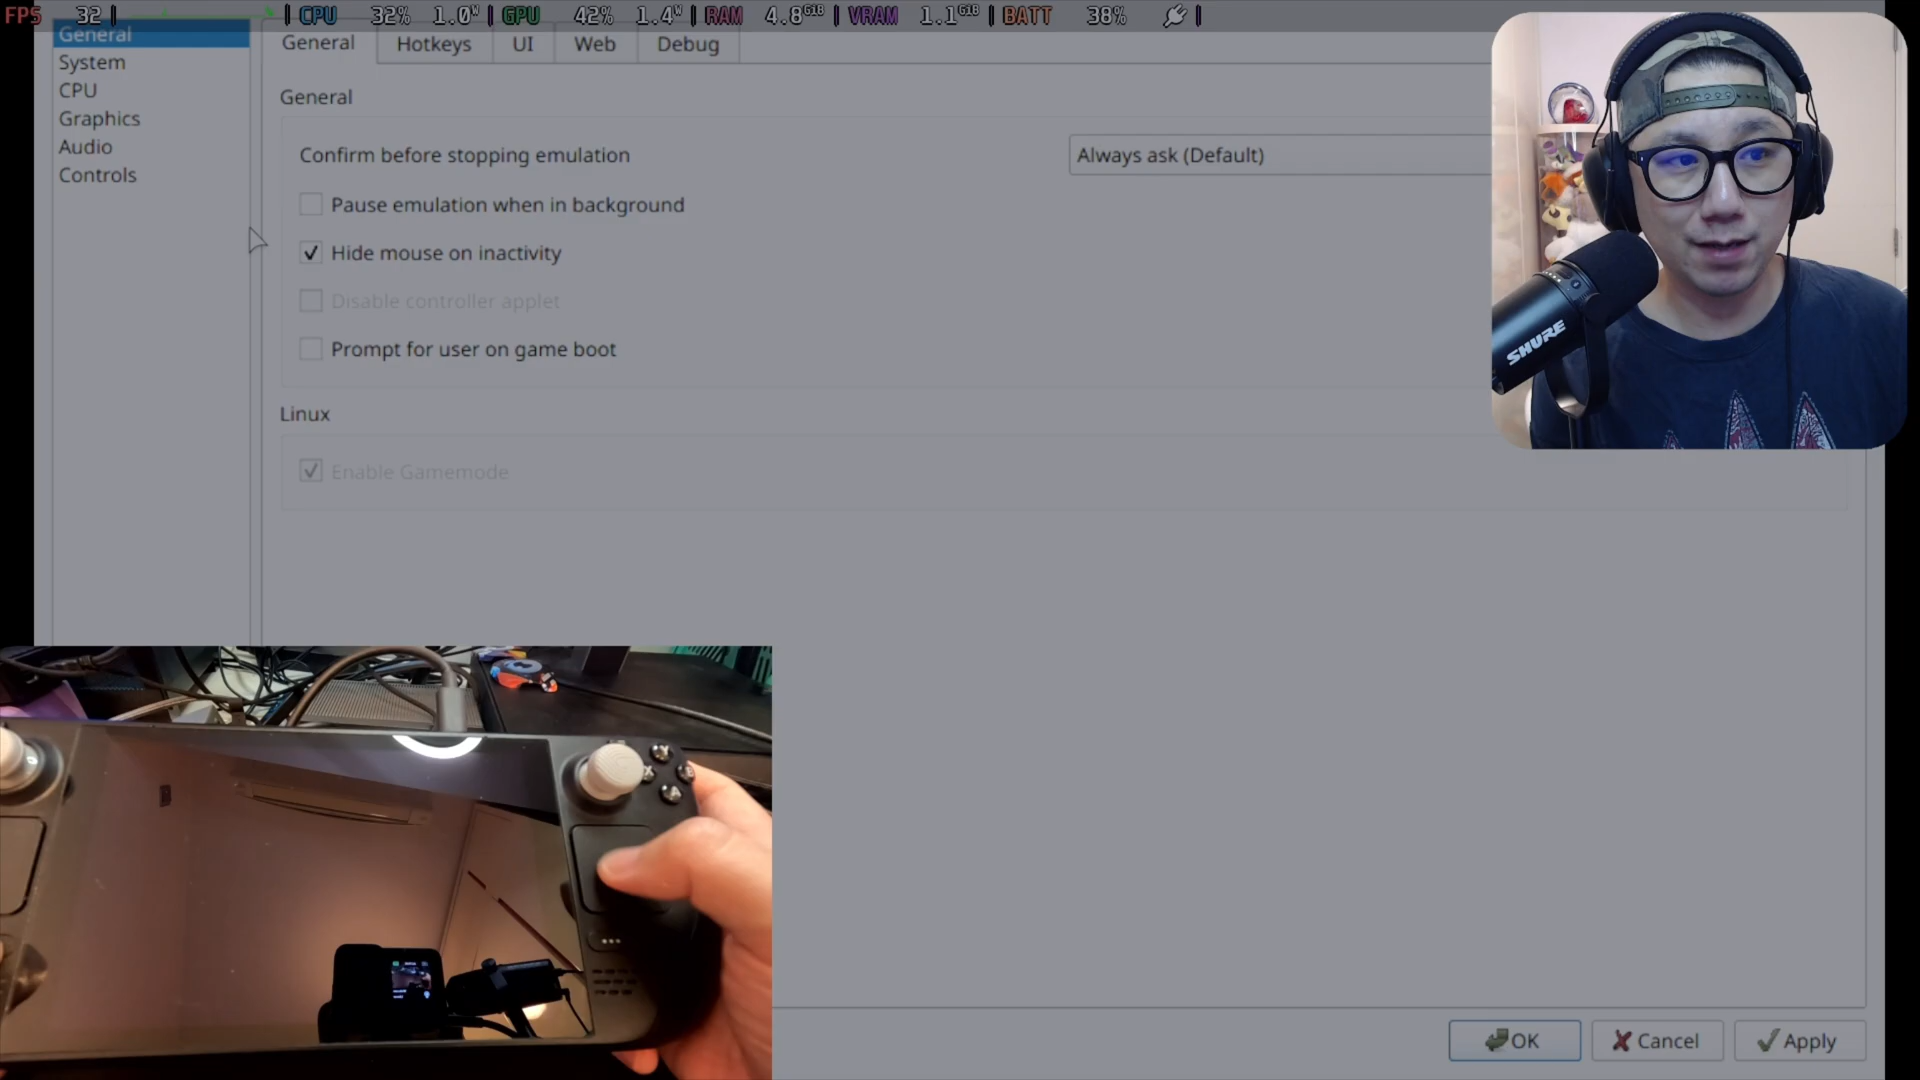 FPS 32 CPU 32% 1.0W GPU 42% 1.4W RAM 4.8GiB VRAM 1.1GiB BATT 38%
General
System
CPU
Graphics
Audio
Controls
General Hotkeys UI Web Debug
General
Confirm before stopping emulation
Always ask (Default)
Pause emulation when in background
Hide mouse on inactivity
Disable controller applet
Prompt for user on game boot
Linux
Enable Gamemode
SHURE
OK Cancel Apply